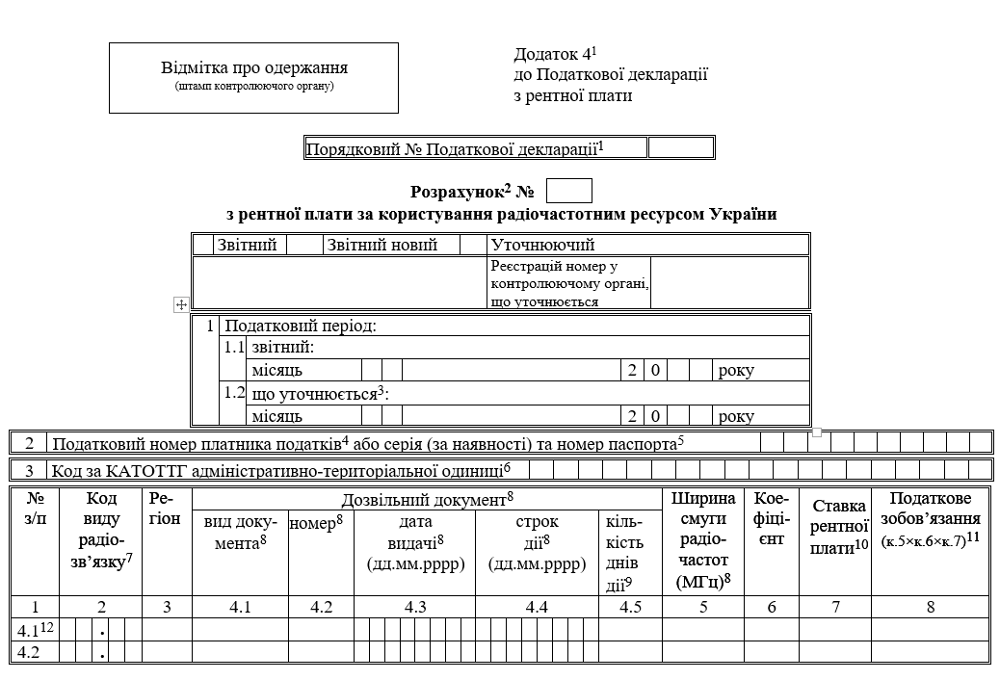 Відмітка про одержання
(штамп контролюючого органу)
Додаток 4¹
до Податкової декларації
з рентної плати
Порядковий № Податкової декларації¹
Розрахунок² №
з рентної плати за користування радіочастотним ресурсом України
Звітний Звітний новий Уточнюючий
Реєстрацій номер у
контролюючому органі,
що уточнюється
1 Податковий період:
1.1 звітний:
місяць 2 0 року
1.2 що уточнюється³:
місяць 2 0 року
2 Податковий номер платника податків⁴ або серія (за наявності) та номер паспорта⁵
3 Код за КАТОТТГ адміністративно-територіальної одиниці⁶
№
з/п
Код
виду
радіо-
зв’язку⁷
Ре-
гіон
Дозвільний документ⁸
вид доку-
мента⁸
номер⁸
дата
видачі⁸
(дд.мм.рррр)
строк
дії⁸
(дд.мм.рррр)
кіль-
кість
днів
дії⁹
Ширина
смуги
радіо-
частот
(МГц)⁸
Кое-
фіці-
єнт
Ставка
рентної
плати¹⁰
Податкове
зобов’язання
(к.5×к.6×к.7)¹¹
1 2 3 4.1 4.2 4.3 4.4 4.5 5 6 7 8
4.1¹² .
4.2 .